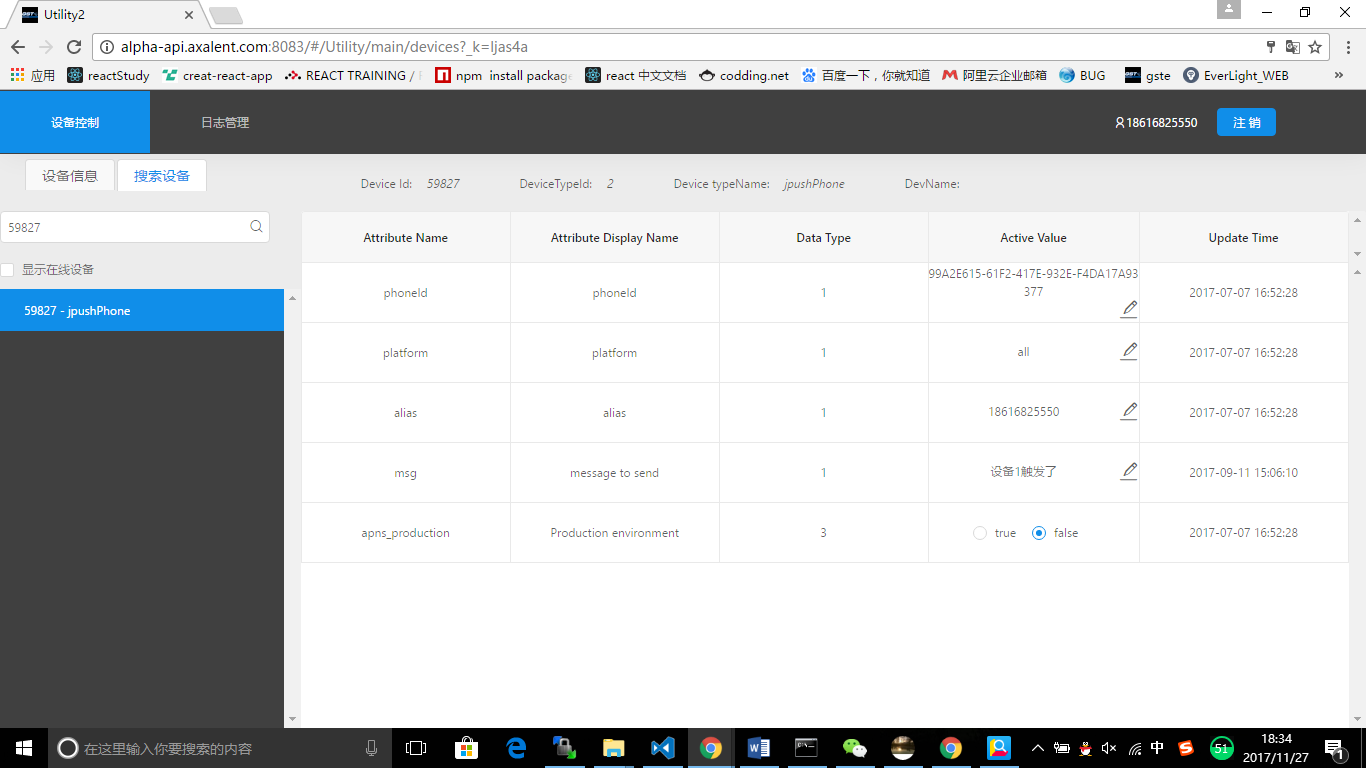 Utility2
alpha-api.axalent.com:8083/#/Utility/main/devices?_k=ljas4a
应用 reactStudy creat-react-app REACT TRAINING / npm install package react 中文文档 codding.net 百度一下，你就知道 阿里云企业邮箱 BUG gste EverLight_WEB »
设备控制 日志管理 18616825550 注 销
设备信息 搜索设备
Device Id: 59827 DeviceTypeId: 2 Device typeName: jpushPhone DevName:
59827
显示在线设备
59827 - jpushPhone
Attribute Name Attribute Display Name Data Type Active Value Update Time
phoneId phoneId 1 99A2E615-61F2-417E-932E-F4DA17A93
377 2017-07-07 16:52:28
platform platform 1 all 2017-07-07 16:52:28
alias alias 1 18616825550 2017-07-07 16:52:28
msg message to send 1 设备1触发了 2017-09-11 15:06:10
apns_production Production environment 3 true false 2017-07-07 16:52:28
在这里输入你要搜索的内容
中 51 18:34
2017/11/27 1